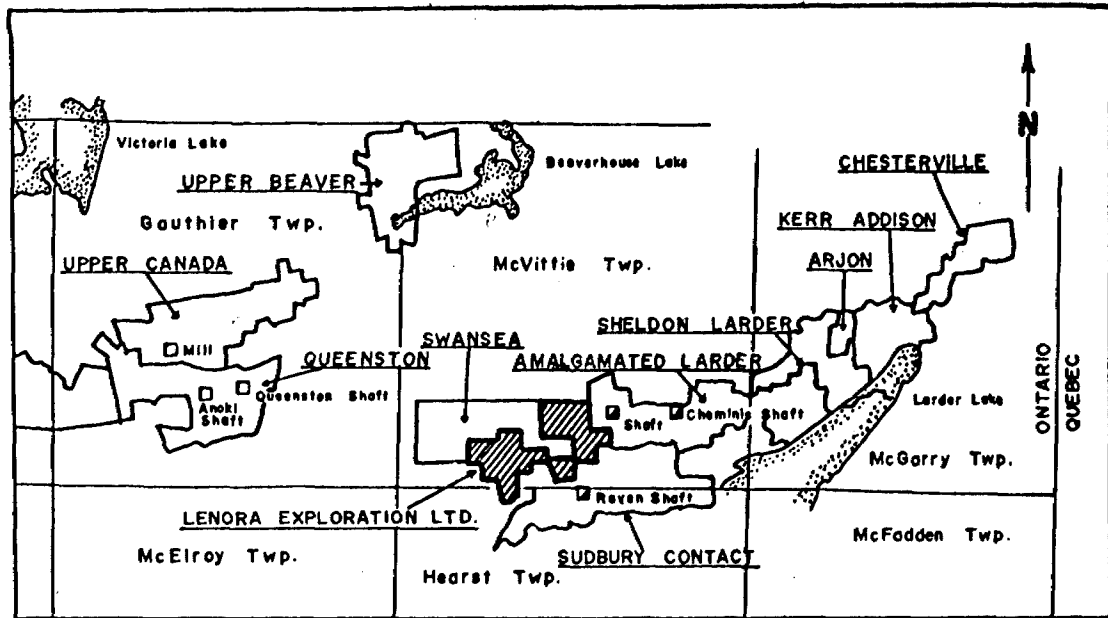 N
CHESTERVILLE
Victoria Lake
Beaverhouse Lake
UPPER BEAVER
KERR ADDISON
Gauthier Twp.
ARJON
UPPER CANADA
McVittie Twp.
SHELDON LARDER
SWANSEA
Mill
QUEENSTON
AMALGAMATED LARDER
ONTARIO
QUEBEC
Queenston Shaft
Anoki
Shaft
Larder Lake
Shaft
Cheminis Shaft
McGarry Twp.
Raven Shaft
LENORA EXPLORATION LTD.
McFadden Twp.
McElroy Twp.
SUDBURY CONTACT
Hearst Twp.